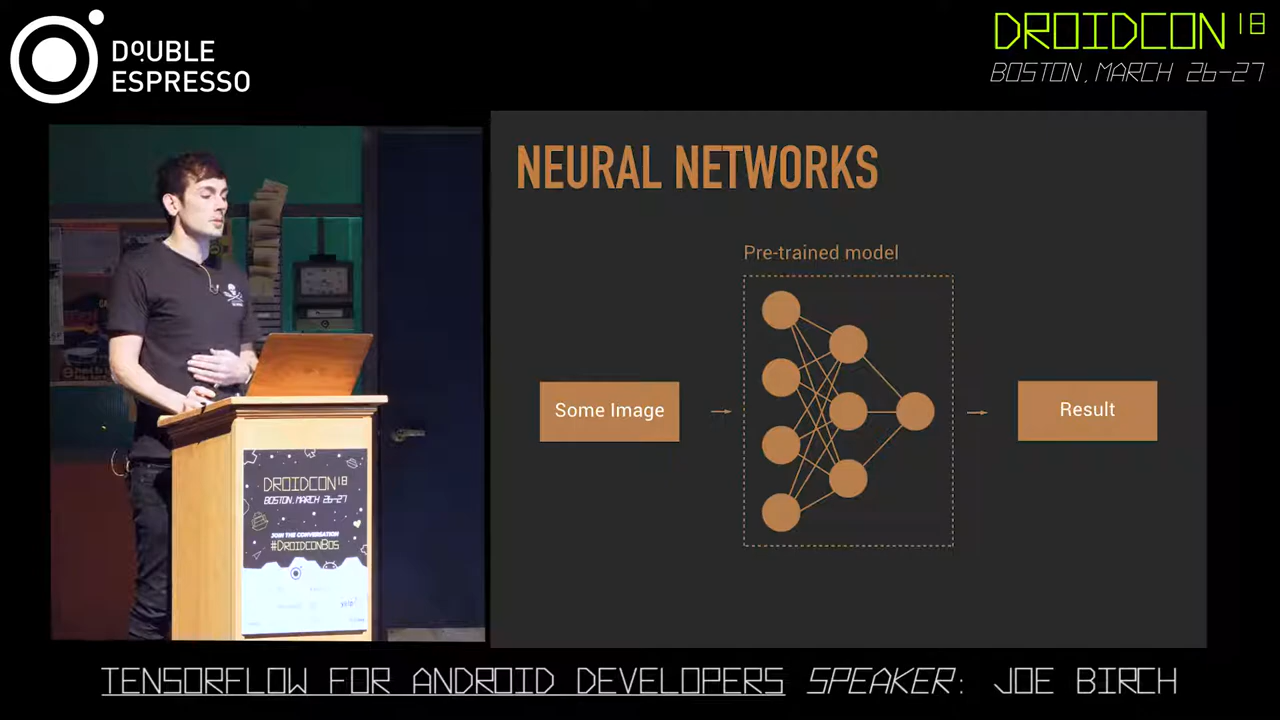 DOUBLE
ESPRESSO
DROIDCON 18
BOSTON, MARCH 26-27
NEURAL NETWORKS
Pre-trained model
Some Image
Result
DROIDCON 18
BOSTON, MARCH 26-27
JOIN THE CONVERSATION
#DROIDCONBOS
TENSORFLOW FOR ANDROID DEVELOPERS SPEAKER: JOE BIRCH